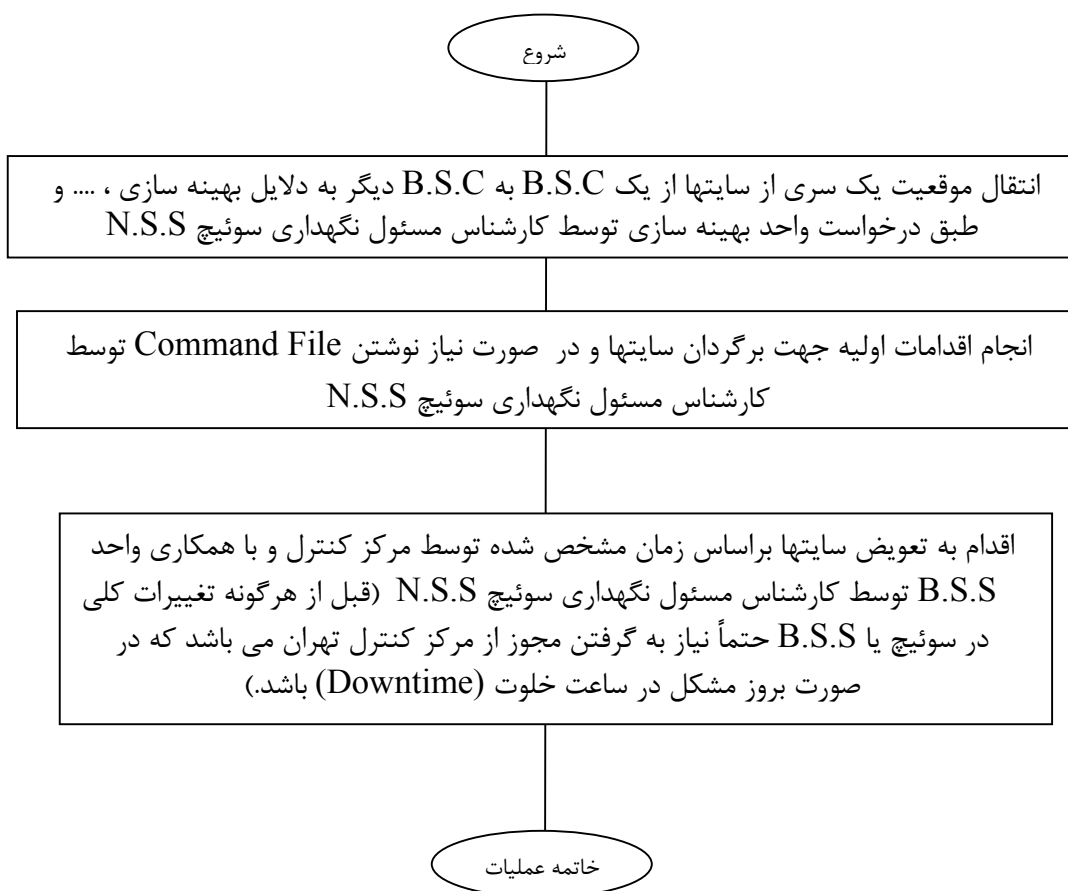 شروع
انتقال موقعیت یک سری از سایتها از یک B.S.C به B.S.C دیگر به دلایل بهینه سازی ، .... و
طبق درخواست واحد بهینه سازی توسط کارشناس مسئول نگهداری سوئیچ N.S.S
انجام اقدامات اولیه جهت برگردان سایتها و در صورت نیاز نوشتن Command File توسط
کارشناس مسئول نگهداری سوئیچ N.S.S
اقدام به تعویض سایتها براساس زمان مشخص شده توسط مرکز کنترل و با همکاری واحد
B.S.S توسط کارشناس مسئول نگهداری سوئیچ N.S.S (قبل از هرگونه تغییرات کلی
در سوئیچ یا B.S.S حتماً نیاز به گرفتن مجوز از مرکز کنترل تهران می باشد که در
صورت بروز مشکل در ساعت خلوت (Downtime) باشد.)
خاتمه عملیات